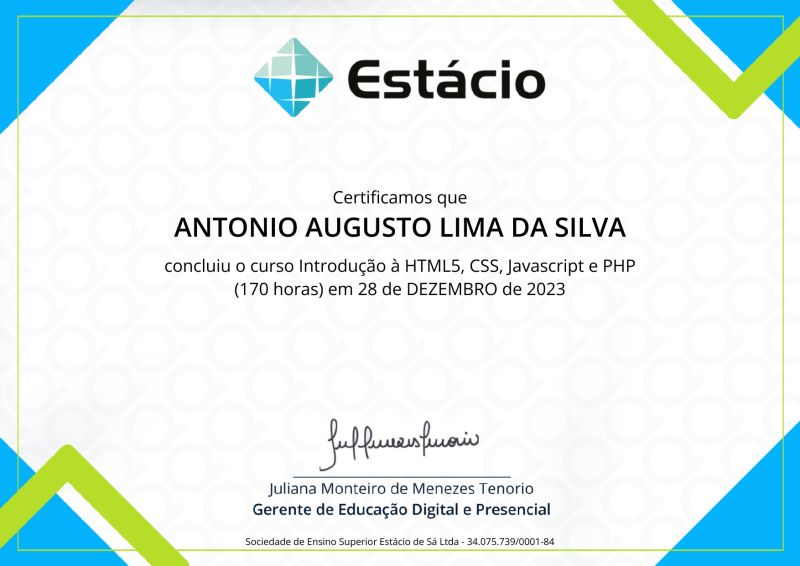 Estácio
Certificamos que
ANTONIO AUGUSTO LIMA DA SILVA
concluiu o curso Introdução à HTML5, CSS, Javascript e PHP
(170 horas) em 28 de DEZEMBRO de 2023
Juliana Monteiro de Menezes Tenorio
Gerente de Educação Digital e Presencial
Sociedade de Ensino Superior Estácio de Sá Ltda - 34.075.739/0001-84